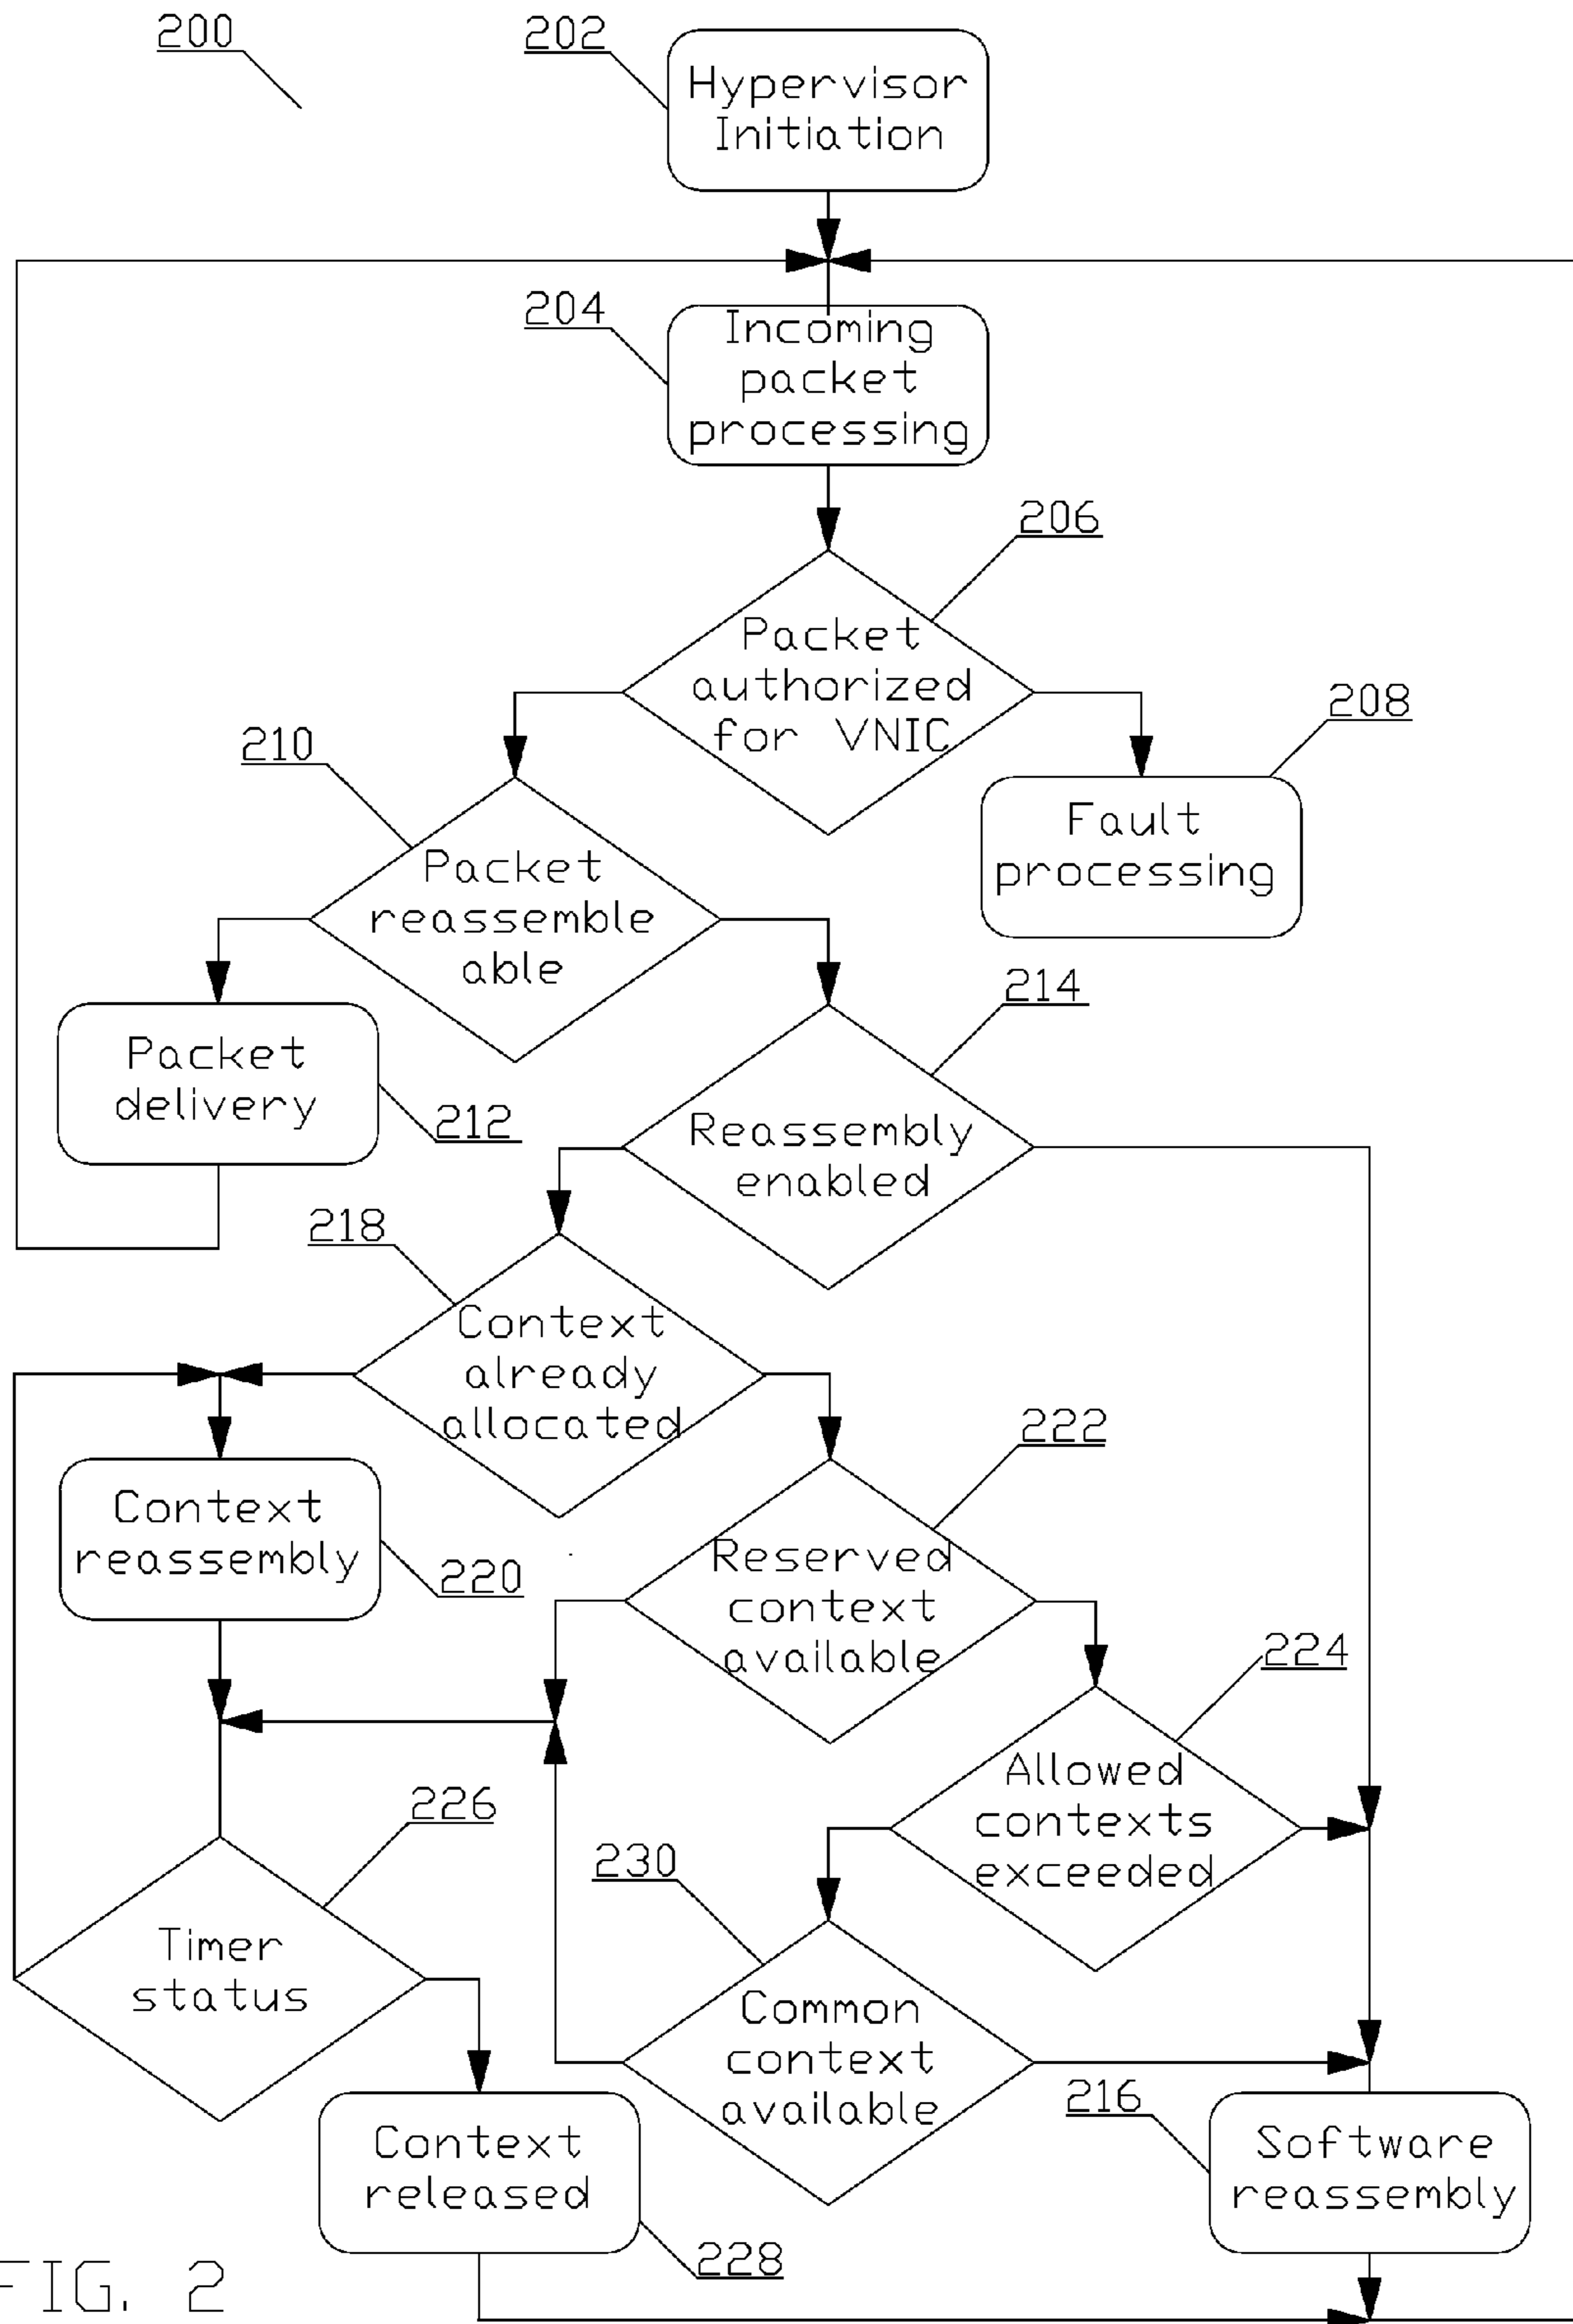 200
202
Hypervisor
Initiation
204
Incoming
packet
processing
206
Packet
authorized
for VNIC
208
Fault
processing
210
Packet
reassemble
able
212
Packet
delivery
214
Reassembly
enabled
218
Context
already
allocated
220
Context
reassembly
222
Reserved
context
available
224
Allowed
contexts
exceeded
226
Timer
status
230
Common
context
available
216
Software
reassembly
228
Context
released
FIG. 2